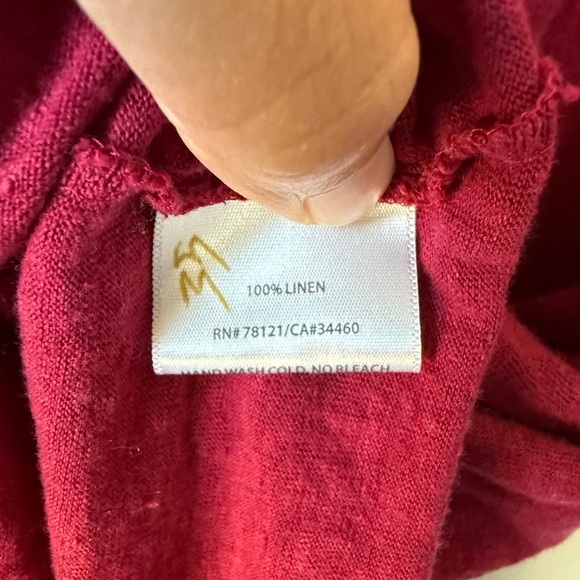 100% LINEN
RN# 78121/CA#34460
HAND WASH COLD. NO BLEACH